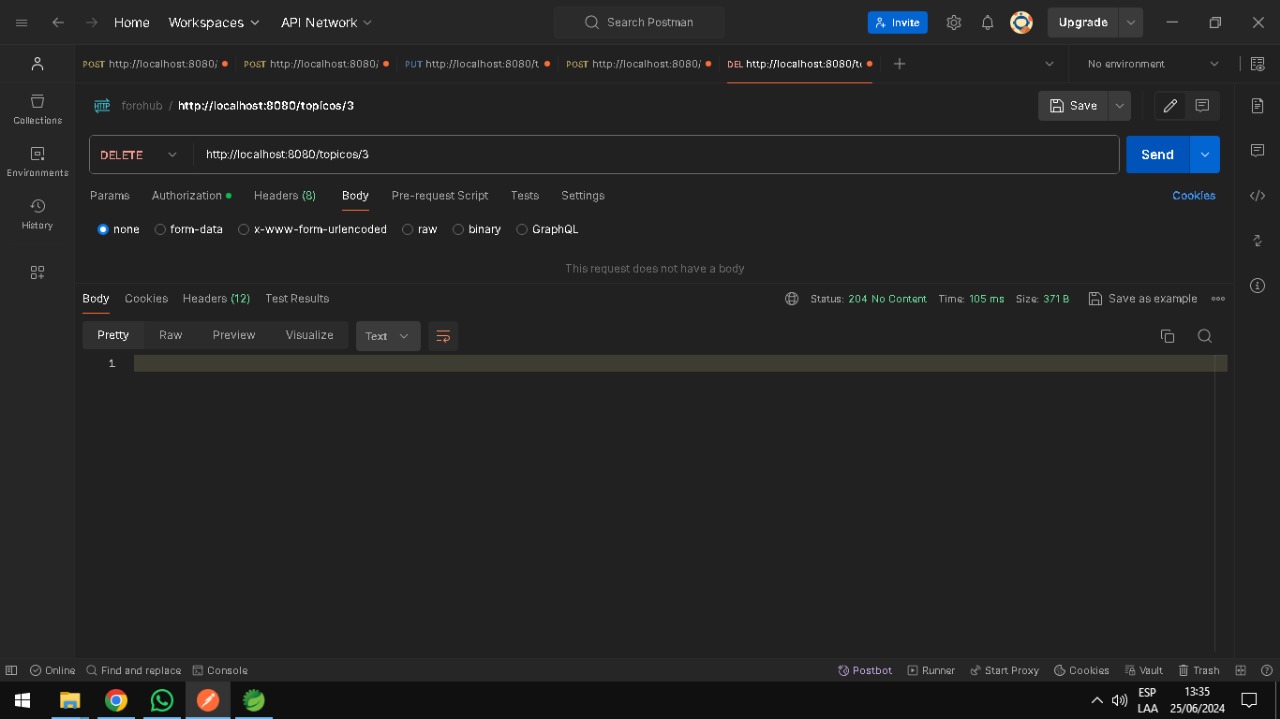 Home Workspaces API Network Search Postman Invite Upgrade
POST http://localhost:8080/ POST http://localhost:8080/ PUT http://localhost:8080/t POST http://localhost:8080/ DEL http://localhost:8080/to No environment
HTTP forohub / http://localhost:8080/topicos/3 Save
Collections
DELETE http://localhost:8080/topicos/3 Send
Environments
Params Authorization Headers (8) Body Pre-request Script Tests Settings Cookies
History
none form-data x-www-form-urlencoded raw binary GraphQL
This request does not have a body
Body Cookies Headers (12) Test Results Status: 204 No Content Time: 105 ms Size: 371 B Save as example
Pretty Raw Preview Visualize Text
1
Online Find and replace Console Postbot Runner Start Proxy Cookies Vault Trash
ESP 13:35
LAA 25/06/2024